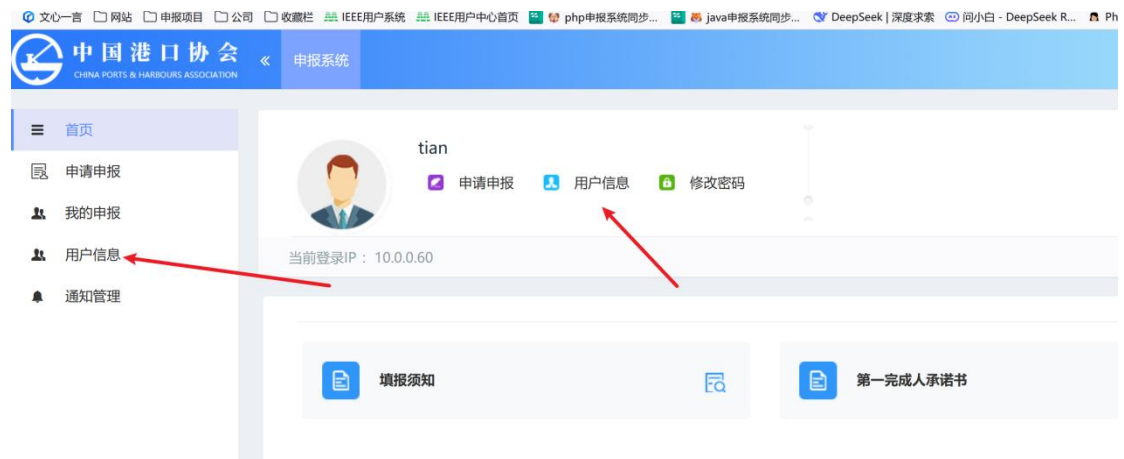 文心一言 网站 申报项目 公司 收藏栏 IEEE用户系统 IEEE用户中心首页 php申报系统同步... java申报系统同步... DeepSeek | 深度求索 问小白 - DeepSeek R... Ph
中国港口协会
CHINA PORTS & HARBOURS ASSOCIATION
« 申报系统
首页
申请申报
我的申报
用户信息
通知管理
tian
申请申报 用户信息 修改密码
当前登录IP : 10.0.0.60
填报须知
第一完成人承诺书